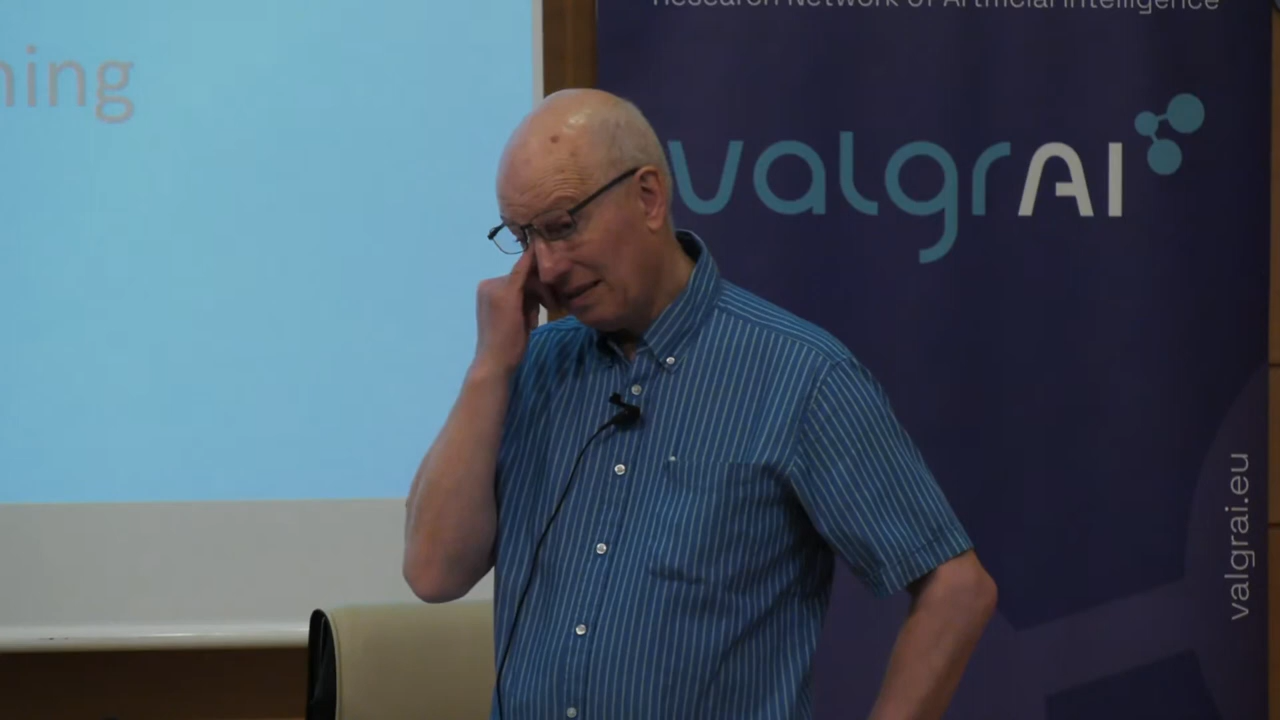 ning
Research Network of Artificial Intelligence
valgrAI
valgrai.eu